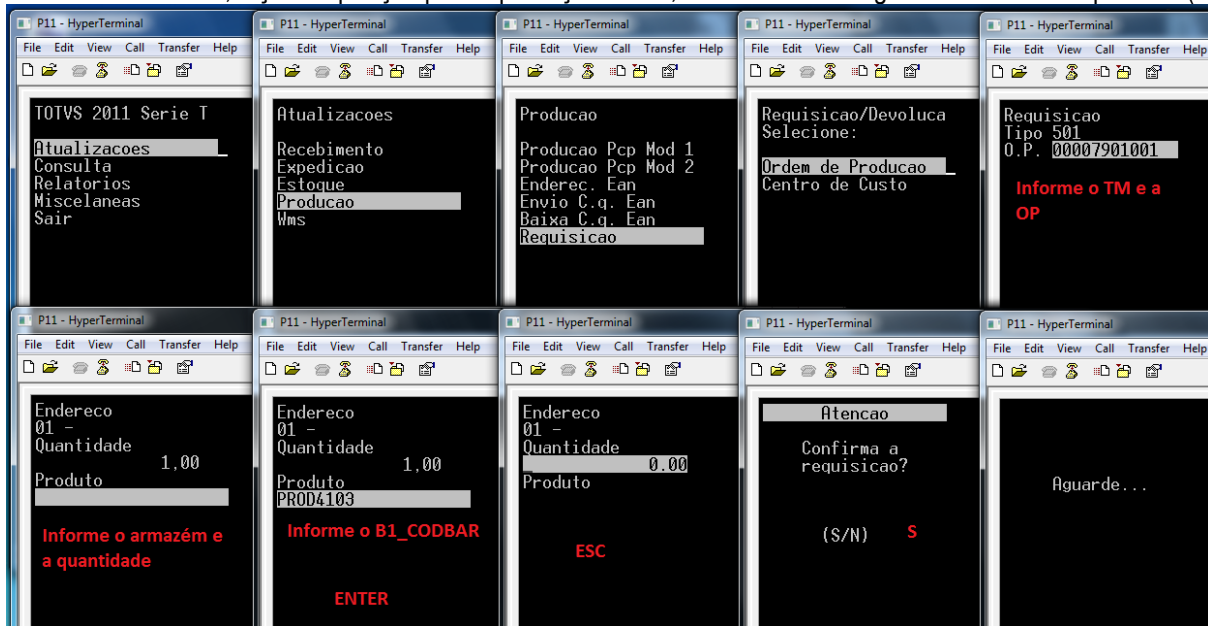 P11 - HyperTerminal
File Edit View Call Transfer Help
TOTVS 2011 Serie T
Atualizacoes
Consulta
Relatorios
Miscelaneas
Sair
P11 - HyperTerminal
File Edit View Call Transfer Help
Atualizacoes
Recebimento
Expedicao
Estoque
Producao
Wms
P11 - HyperTerminal
File Edit View Call Transfer Help
Producao
Producao Pcp Mod 1
Producao Pcp Mod 2
Enderec. Ean
Envio C.q. Ean
Baixa C.q. Ean
Requisicao
P11 - HyperTerminal
File Edit View Call Transfer Help
Requisicao/Devoluca
Selecione:
Ordem de Producao
Centro de Custo
P11 - HyperTerminal
File Edit View Call Transfer Help
Requisicao
Tipo 501
O.P. 00007901001
Informe o TM e a
OP
P11 - HyperTerminal
File Edit View Call Transfer Help
Endereco
01 -
Quantidade
1,00
Produto
Informe o armazém e
a quantidade
P11 - HyperTerminal
File Edit View Call Transfer Help
Endereco
01 -
Quantidade
1,00
Produto
PROD4103
Informe o B1_CODBAR
ENTER
P11 - HyperTerminal
File Edit View Call Transfer Help
Endereco
01 -
Quantidade
0.00
Produto
ESC
P11 - HyperTerminal
File Edit View Call Transfer Help
Atencao
Confirma a
requisicao?
(S/N) S
P11 - HyperTerminal
File Edit View Call Transfer Help
Aguarde...